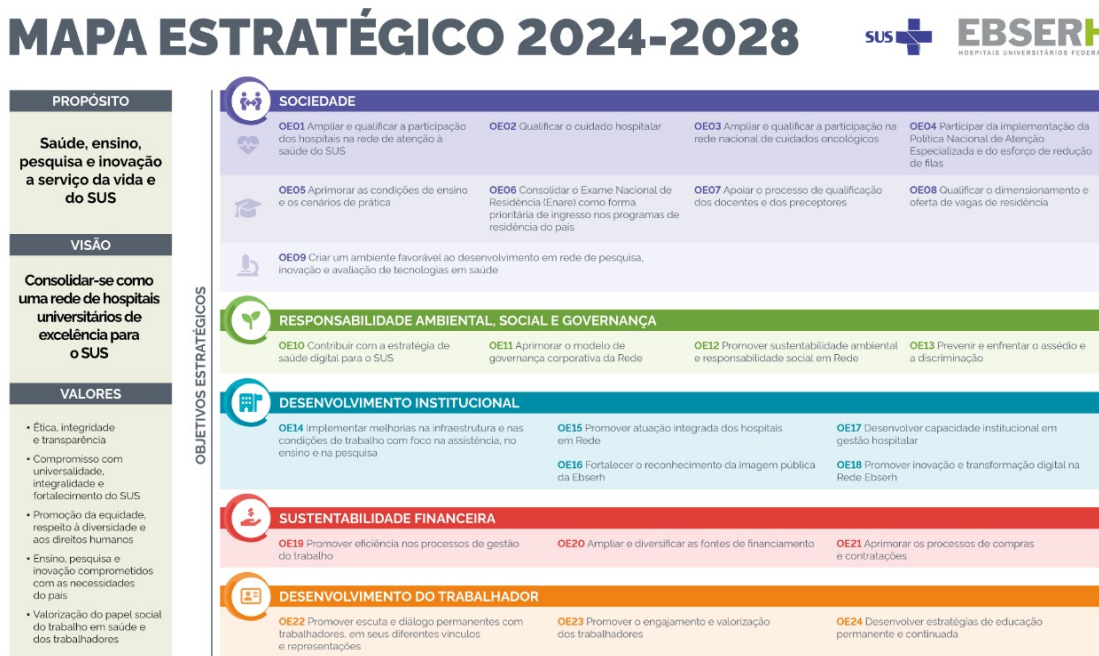 MAPA ESTRATÉGICO 2024-2028
SUS
EBSERH
HOSPITAIS UNIVERSITÁRIOS FEDERA
PROPÓSITO
Saúde, ensino,
pesquisa e inovação
a serviço da vida e
do SUS
VISÃO
Consolidar-se como
uma rede de hospitais
universitários de
excelência para
o SUS
VALORES
• Ética, integridade
e transparência
• Compromisso com
universalidade,
integralidade e
fortalecimento do SUS
• Promoção da equidade,
respeito à diversidade e
aos direitos humanos
• Ensino, pesquisa e
inovação comprometidos
com as necessidades
do país
• Valorização do papel social
do trabalho em saúde e
dos trabalhadores
OBJETIVOS ESTRATÉGICOS
SOCIEDADE
OE01 Ampliar e qualificar a participação
dos hospitais na rede de atenção à
saúde do SUS
OE02 Qualificar o cuidado hospitalar
OE03 Ampliar e qualificar a participação na
rede nacional de cuidados oncológicos
OE04 Participar da implementação da
Política Nacional de Atenção
Especializada e do esforço de redução
de filas
OE05 Aprimorar as condições de ensino
e os cenários de prática
OE06 Consolidar o Exame Nacional de
Residência (Enare) como forma
prioritária de ingresso nos programas de
residência do país
OE07 Apoiar o processo de qualificação
dos docentes e dos preceptores
OE08 Qualificar o dimensionamento e
oferta de vagas de residência
OE09 Criar um ambiente favorável ao desenvolvimento em rede de pesquisa,
inovação e avaliação de tecnologias em saúde
RESPONSABILIDADE AMBIENTAL, SOCIAL E GOVERNANÇA
OE10 Contribuir com a estratégia de
saúde digital para o SUS
OE11 Aprimorar o modelo de
governança corporativa da Rede
OE12 Promover sustentabilidade ambiental
e responsabilidade social em Rede
OE13 Prevenir e enfrentar o assédio e
a discriminação
DESENVOLVIMENTO INSTITUCIONAL
OE14 Implementar melhorias na infraestrutura e nas
condições de trabalho com foco na assistência, no
ensino e na pesquisa
OE15 Promover atuação integrada dos hospitais
em Rede
OE16 Fortalecer o reconhecimento da imagem pública
da Ebserh
OE17 Desenvolver capacidade institucional em
gestão hospitalar
OE18 Promover inovação e transformação digital na
Rede Ebserh
SUSTENTABILIDADE FINANCEIRA
OE19 Promover eficiência nos processos de gestão
do trabalho
OE20 Ampliar e diversificar as fontes de financiamento
OE21 Aprimorar os processos de compras
e contratações
DESENVOLVIMENTO DO TRABALHADOR
OE22 Promover escuta e diálogo permanentes com
trabalhadores, em seus diferentes vínculos
e representações
OE23 Promover o engajamento e valorização
dos trabalhadores
OE24 Desenvolver estratégias de educação
permanente e continuada